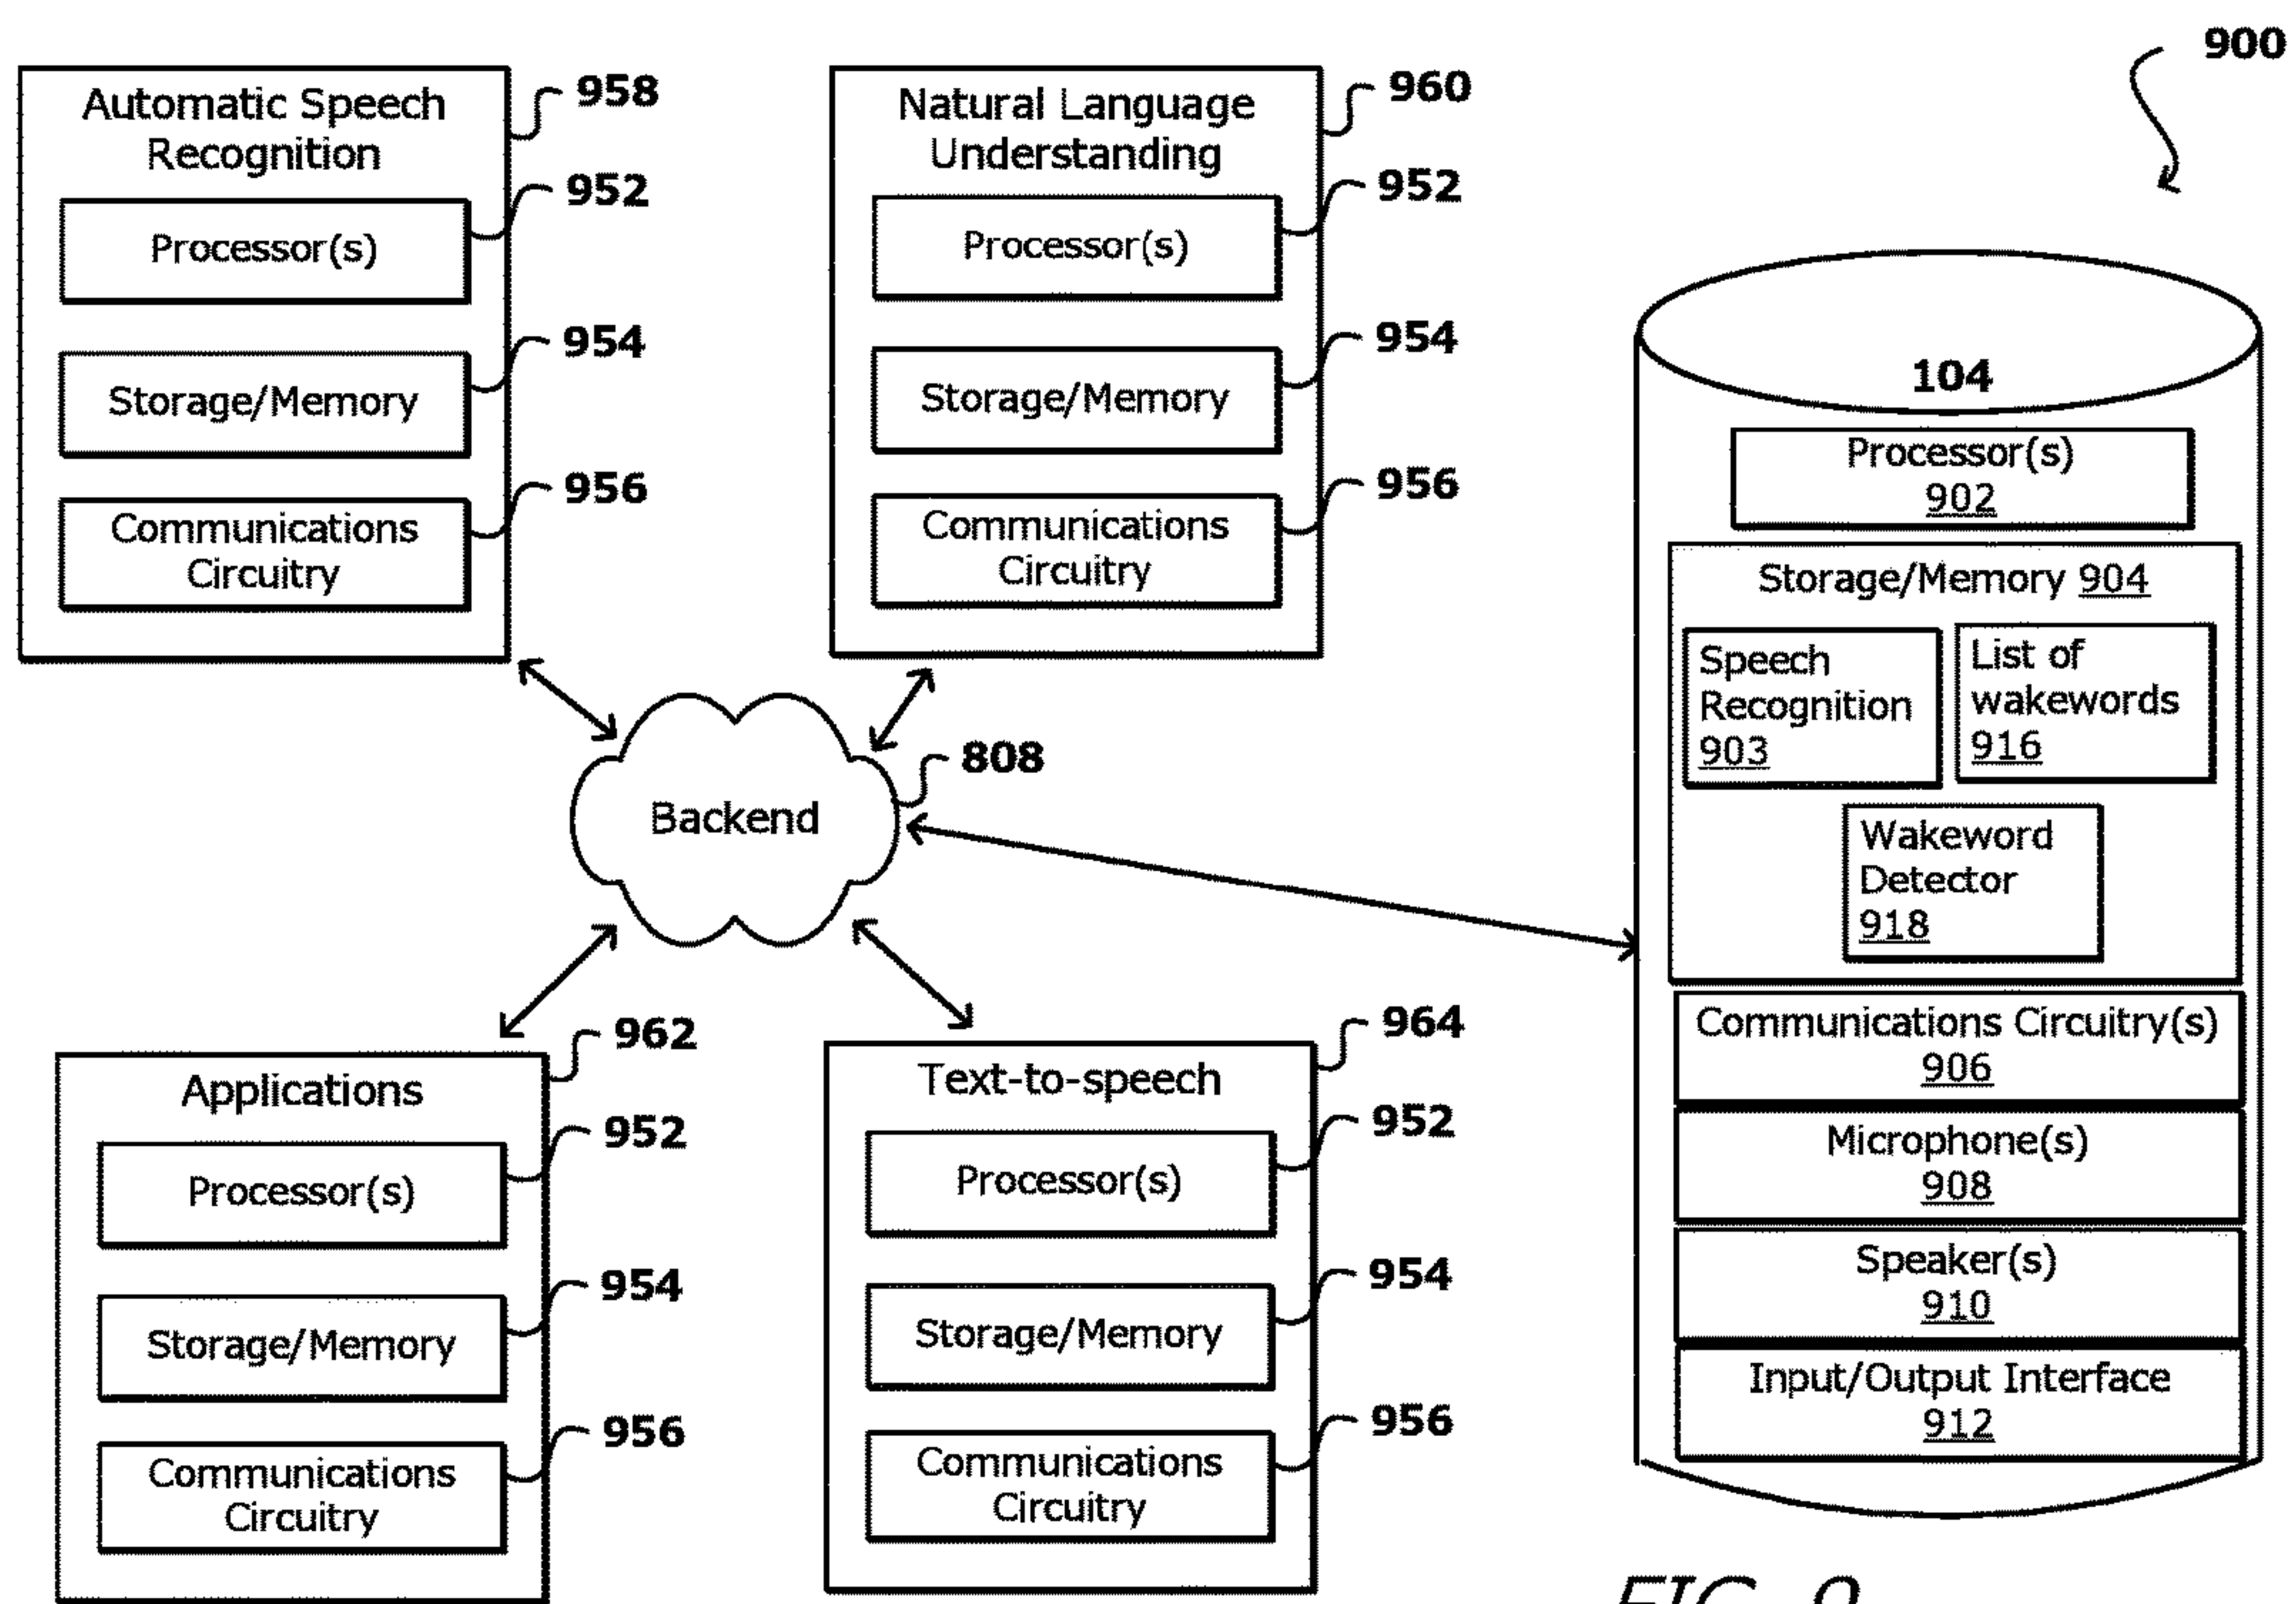 900
Automatic Speech
Recognition
958
Processor(s)
952
Storage/Memory
954
Communications
Circuitry
956
Natural Language
Understanding
960
Processor(s)
952
Storage/Memory
954
Communications
Circuitry
956
Backend
808
Applications
962
Processor(s)
952
Storage/Memory
954
Communications
Circuitry
956
Text-to-speech
964
Processor(s)
952
Storage/Memory
954
Communications
Circuitry
956
104
Processor(s)
902
Storage/Memory 904
Speech
Recognition
903
List of
wakewords
916
Wakeword
Detector
918
Communications Circuitry(s)
906
Microphone(s)
908
Speaker(s)
910
Input/Output Interface
912
FIG. 9